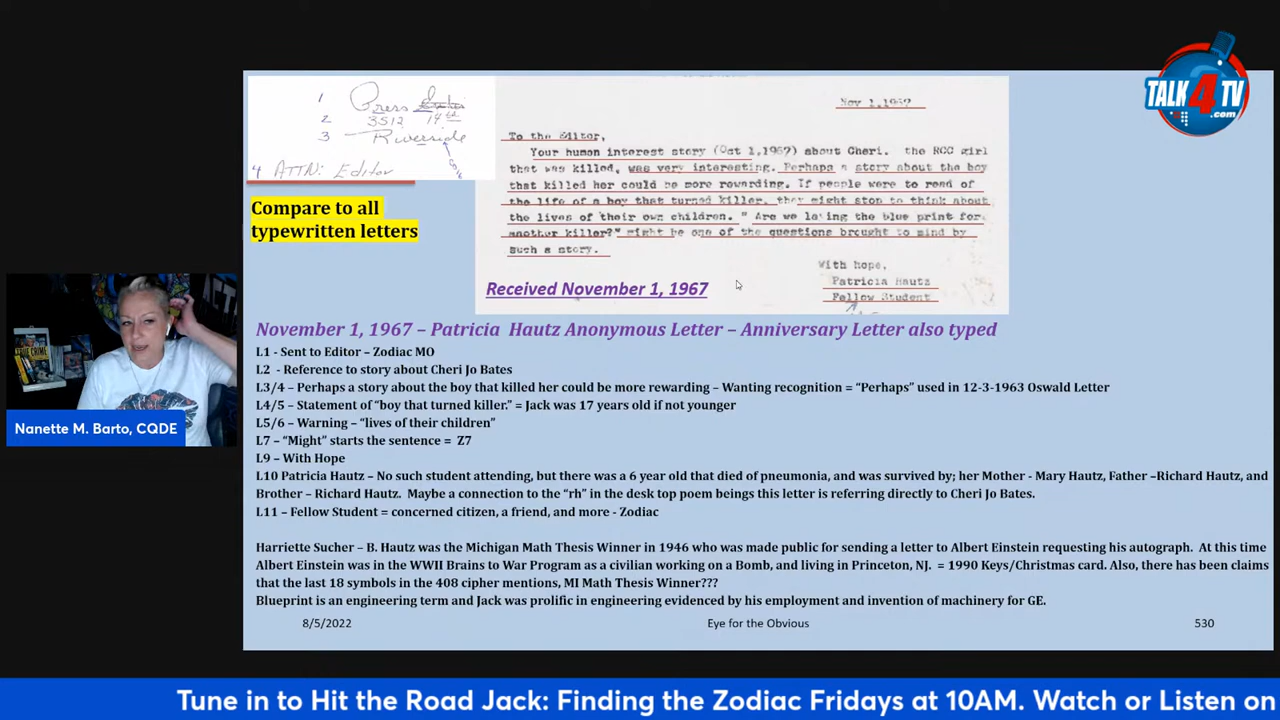 TALK 4 TV
.com
1 Press
2 3512 14th
3 Riverside
4 ATTN: Editor
Nov 1,1967
To the Editor,
Your human interest story (Oct 1,1967) about Cheri. the RCC girl
that was killed, was very interesting. Perhaps a story about the boy
that killed her could be more rewarding. If people were to read of
the life of a boy that turned killer, they might stop to think about
the lives of their own children. " Are we laying the blue print for
another killer?" might be one of the questions brought to mind by
such a story.
With hope,
Patricia Hautz
Fellow Student
Received November 1, 1967
Compare to all
typewritten letters
November 1, 1967 – Patricia Hautz Anonymous Letter – Anniversary Letter also typed
L1 - Sent to Editor – Zodiac MO
L2 - Reference to story about Cheri Jo Bates
L3/4 – Perhaps a story about the boy that killed her could be more rewarding – Wanting recognition = “Perhaps” used in 12-3-1963 Oswald Letter
L4/5 – Statement of “boy that turned killer.” = Jack was 17 years old if not younger
L5/6 – Warning – “lives of their children”
L7 – “Might” starts the sentence = Z7
L9 – With Hope
L10 Patricia Hautz – No such student attending, but there was a 6 year old that died of pneumonia, and was survived by; her Mother - Mary Hautz, Father –Richard Hautz, and
Brother – Richard Hautz. Maybe a connection to the “rh” in the desk top poem beings this letter is referring directly to Cheri Jo Bates.
L11 – Fellow Student = concerned citizen, a friend, and more - Zodiac
Harriette Sucher – B. Hautz was the Michigan Math Thesis Winner in 1946 who was made public for sending a letter to Albert Einstein requesting his autograph. At this time
Albert Einstein was in the WWII Brains to War Program as a civilian working on a Bomb, and living in Princeton, NJ. = 1990 Keys/Christmas card. Also, there has been claims
that the last 18 symbols in the 408 cipher mentions, MI Math Thesis Winner???
Blueprint is an engineering term and Jack was prolific in engineering evidenced by his employment and invention of machinery for GE.
8/5/2022
Eye for the Obvious
530
Nanette M. Barto, CQDE
Tune in to Hit the Road Jack: Finding the Zodiac Fridays at 10AM. Watch or Listen on